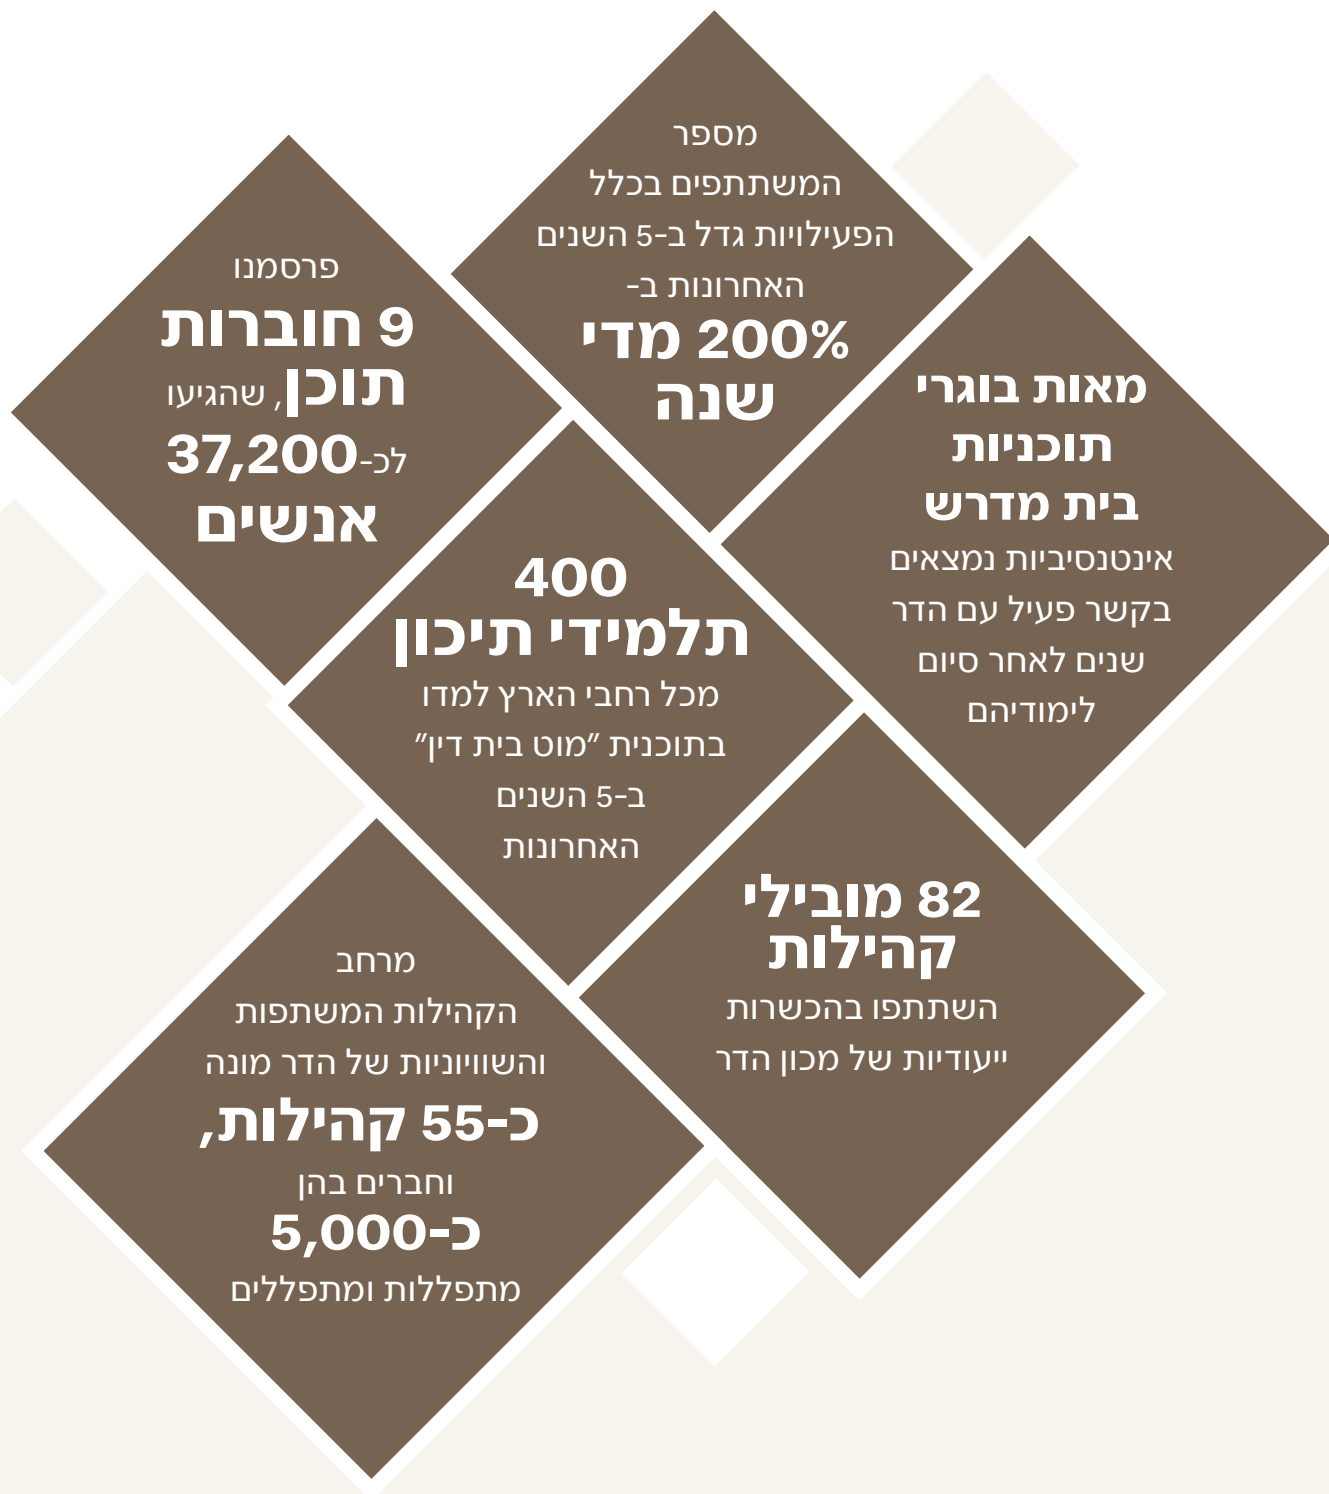 מספר
המשתתפים בכלל
הפעילויות גדל ב-5 השנים
האחרונות ב-
200% מדי
שנה
פרסמנו
9 חוברות
תוכן, שהגיעו
לכ-37,200
אנשים
מאות בוגרי
תוכניות
בית מדרש
אינטנסיביות נמצאים
בקשר פעיל עם הדר
שנים לאחר סיום
לימודיהם
400
תלמידי תיכון
מכל רחבי הארץ למדו
בתוכנית "מוט בית דין"
ב-5 השנים
האחרונות
82 מובילי
קהילות
השתתפו בהכשרות
ייעודיות של מכון הדר
מרחב
הקהילות המשתפות
והשוויוניות של הדר מונה
כ-55 קהילות,
וחברים בהן
כ-5,000
מתפללות ומתפללים